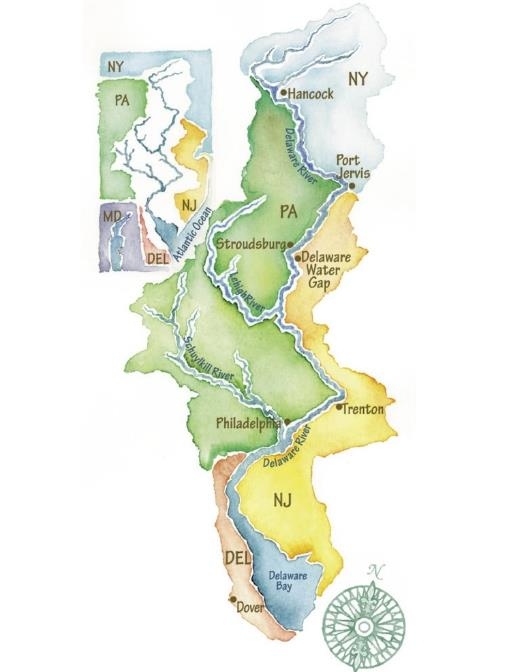 NY
PA
MD
NJ
DEL
Atlantic Ocean
NY
Hancock
Delaware River
Port
Jervis
PA
Stroudsburg
Delaware
Water
Gap
Lehigh River
Schuylkill River
Trenton
Philadelphia
Delaware River
NJ
DEL
Delaware
Bay
Dover
N